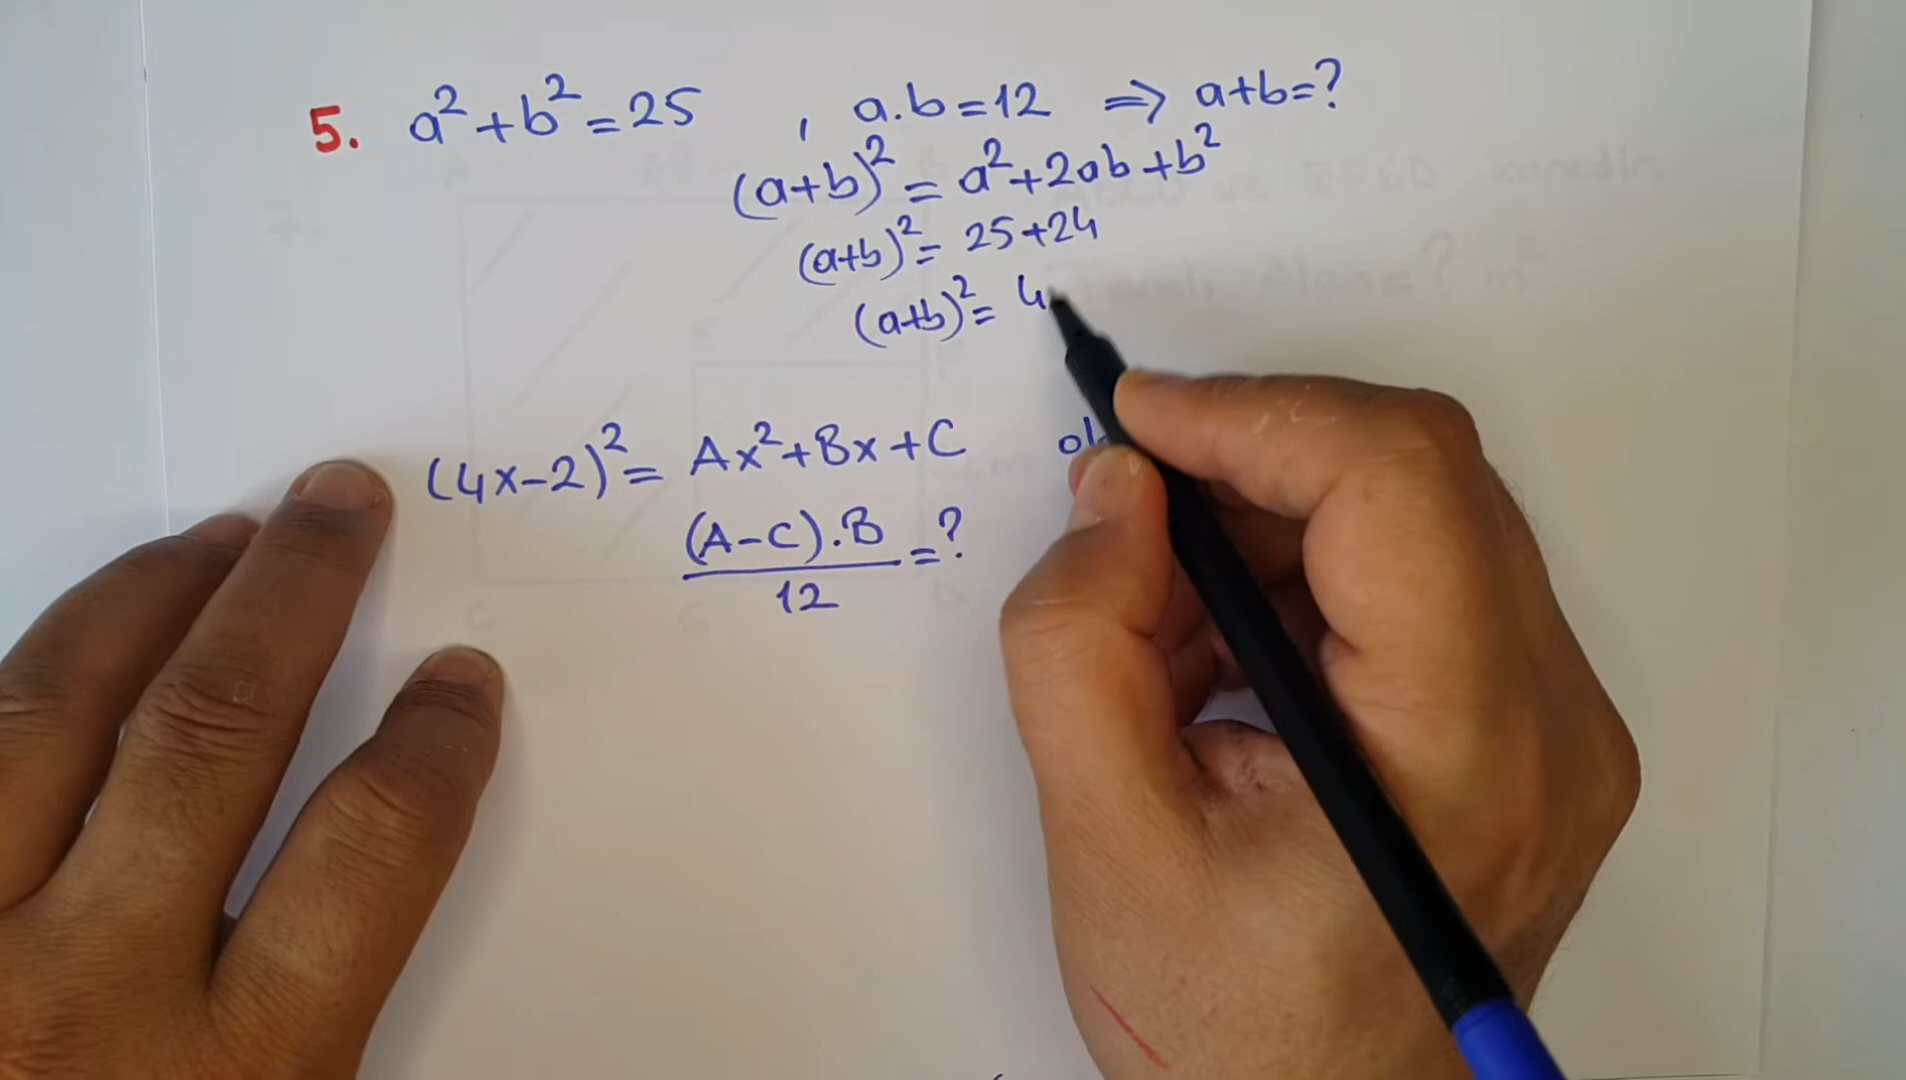 5. a²+b²=25 , a.b=12 ⇒ a+b=?
(a+b)²= a²+2ab+b²
(a+b)²= 25+24
(a+b)²= 4
(4x-2)²= Ax²+Bx+C
(A-C).B
12
=?